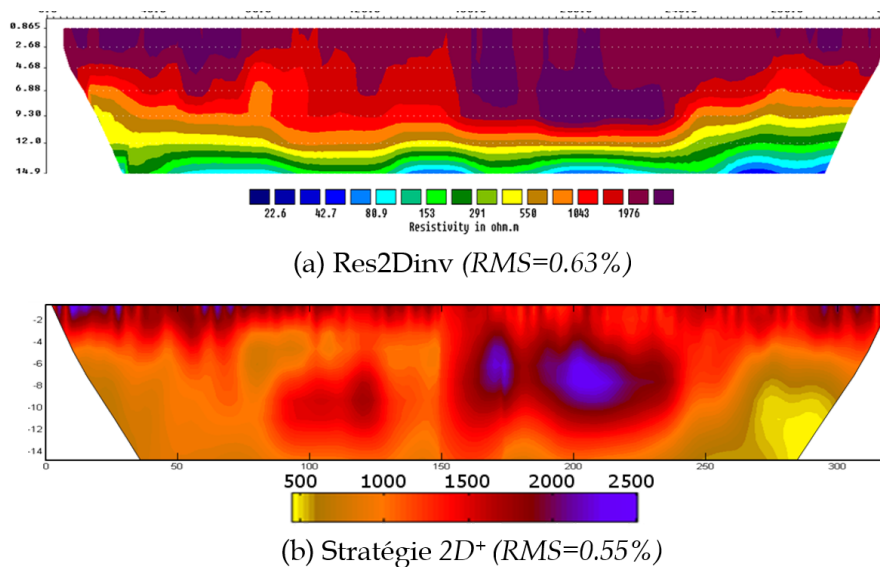 0.865
2.68
4.68
6.88
9.30
12.0
14.9
22.6 42.7 80.9 153 291 550 1043 1976
Resistivity in ohm.m
(a) Res2Dinv (RMS=0.63%)
-2
-4
-6
-8
-10
-12
-14
0 50 100 150 200 250
500 1000 1500 2000 2500
(b) Stratégie 2D⁺ (RMS=0.55%)